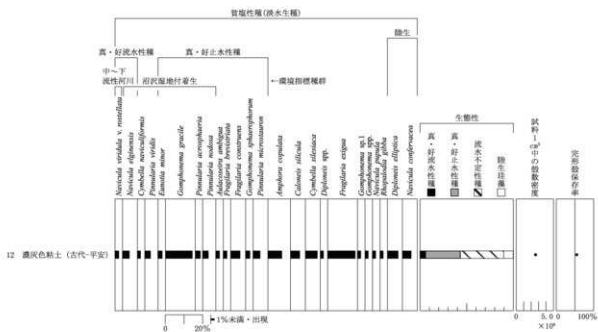 貧塩性種(淡水生種)
陸生
真・好流水性種
真・好止水性種
中~下
流性河川
沼沢湿地付着生
←環境指標種群
Navicula viridula v. rostellata
Navicula elginensis
Cymbella naviculiformis
Pinnularia viridis
Eunotia minor
Gomphonema gracile
Pinnularia acrosphaeria
Pinnularia nodosa
Aulacoseira ambigua
Fragilaria brevistriata
Fragilaria construens
Gomphonema sphaerophorum
Pinnularia microstauron
Amphora copulata
Caloneis silicula
Cymbella silesiaca
Diploneis spp.
Fragilaria exigua
Gomphonema sp.1
Gomphonema spp.
Navicula pupula
Rhopalodia gibba
Diploneis elliptica
Navicula confervacea
生態性
真・好流水性種
真・好止水性種
流水不定性種
陸生珪藻
試料1cm³中の殻数密度
完形殻保存率
12 濃灰色粘土(古代-平安)
0 20%
•1%未満・出現
0 5.0
×10⁶
0 100%